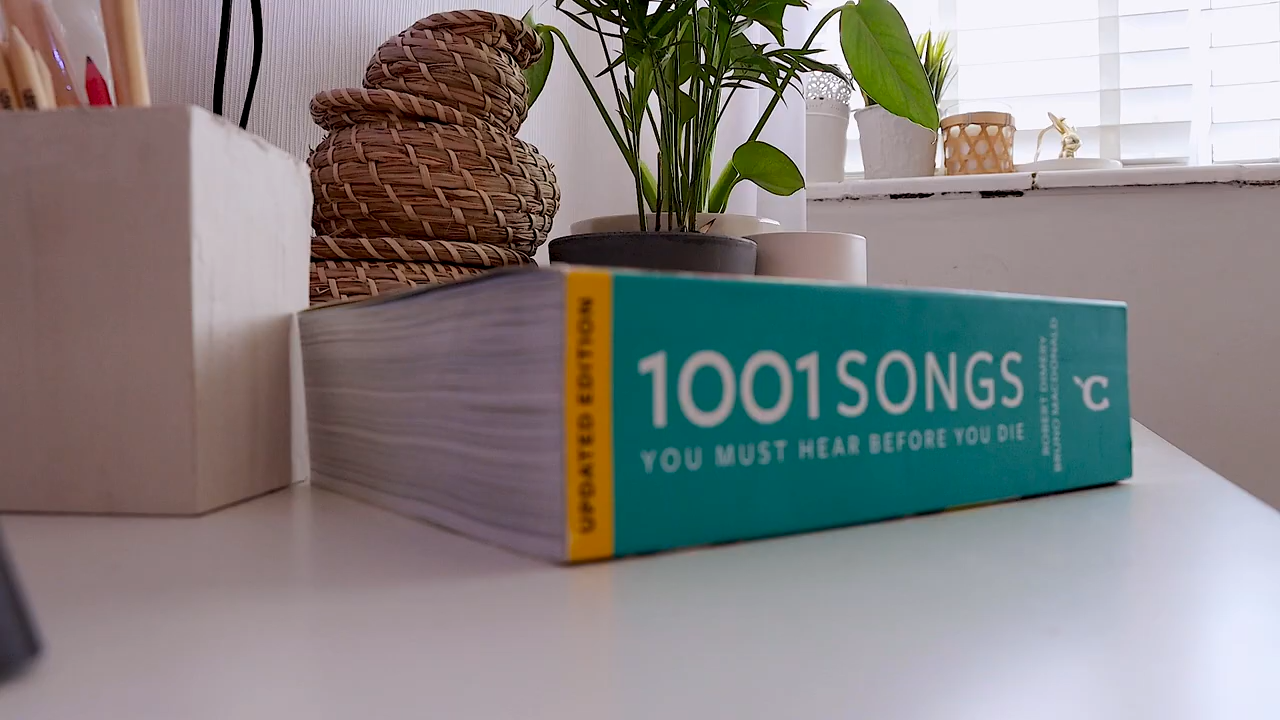 UPDATED EDITION
1001 SONGS
YOU MUST HEAR BEFORE YOU DIE
ROBERT DIMERY
BRUNO MACDONALD
C